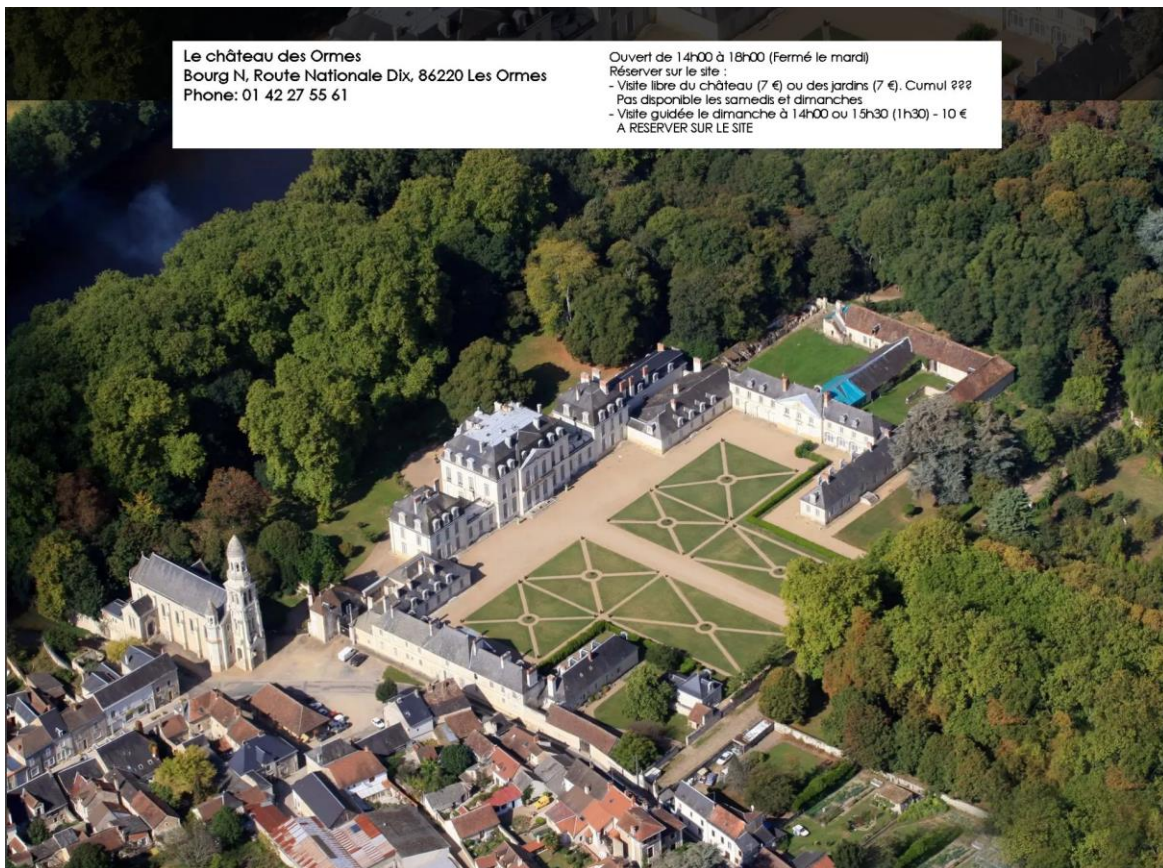 Le château des Ormes
Bourg N, Route Nationale Dix, 86220 Les Ormes
Phone: 01 42 27 55 61
Ouvert de 14h00 à 18h00 (Fermé le mardi)
Réserver sur le site :
- Visite libre du château (7 €) ou des jardins (7 €). Cumul ???
Pas disponible les samedis et dimanches
- Visite guidée le dimanche à 14h00 ou 15h30 (1h30) - 10 €
A RESERVER SUR LE SITE